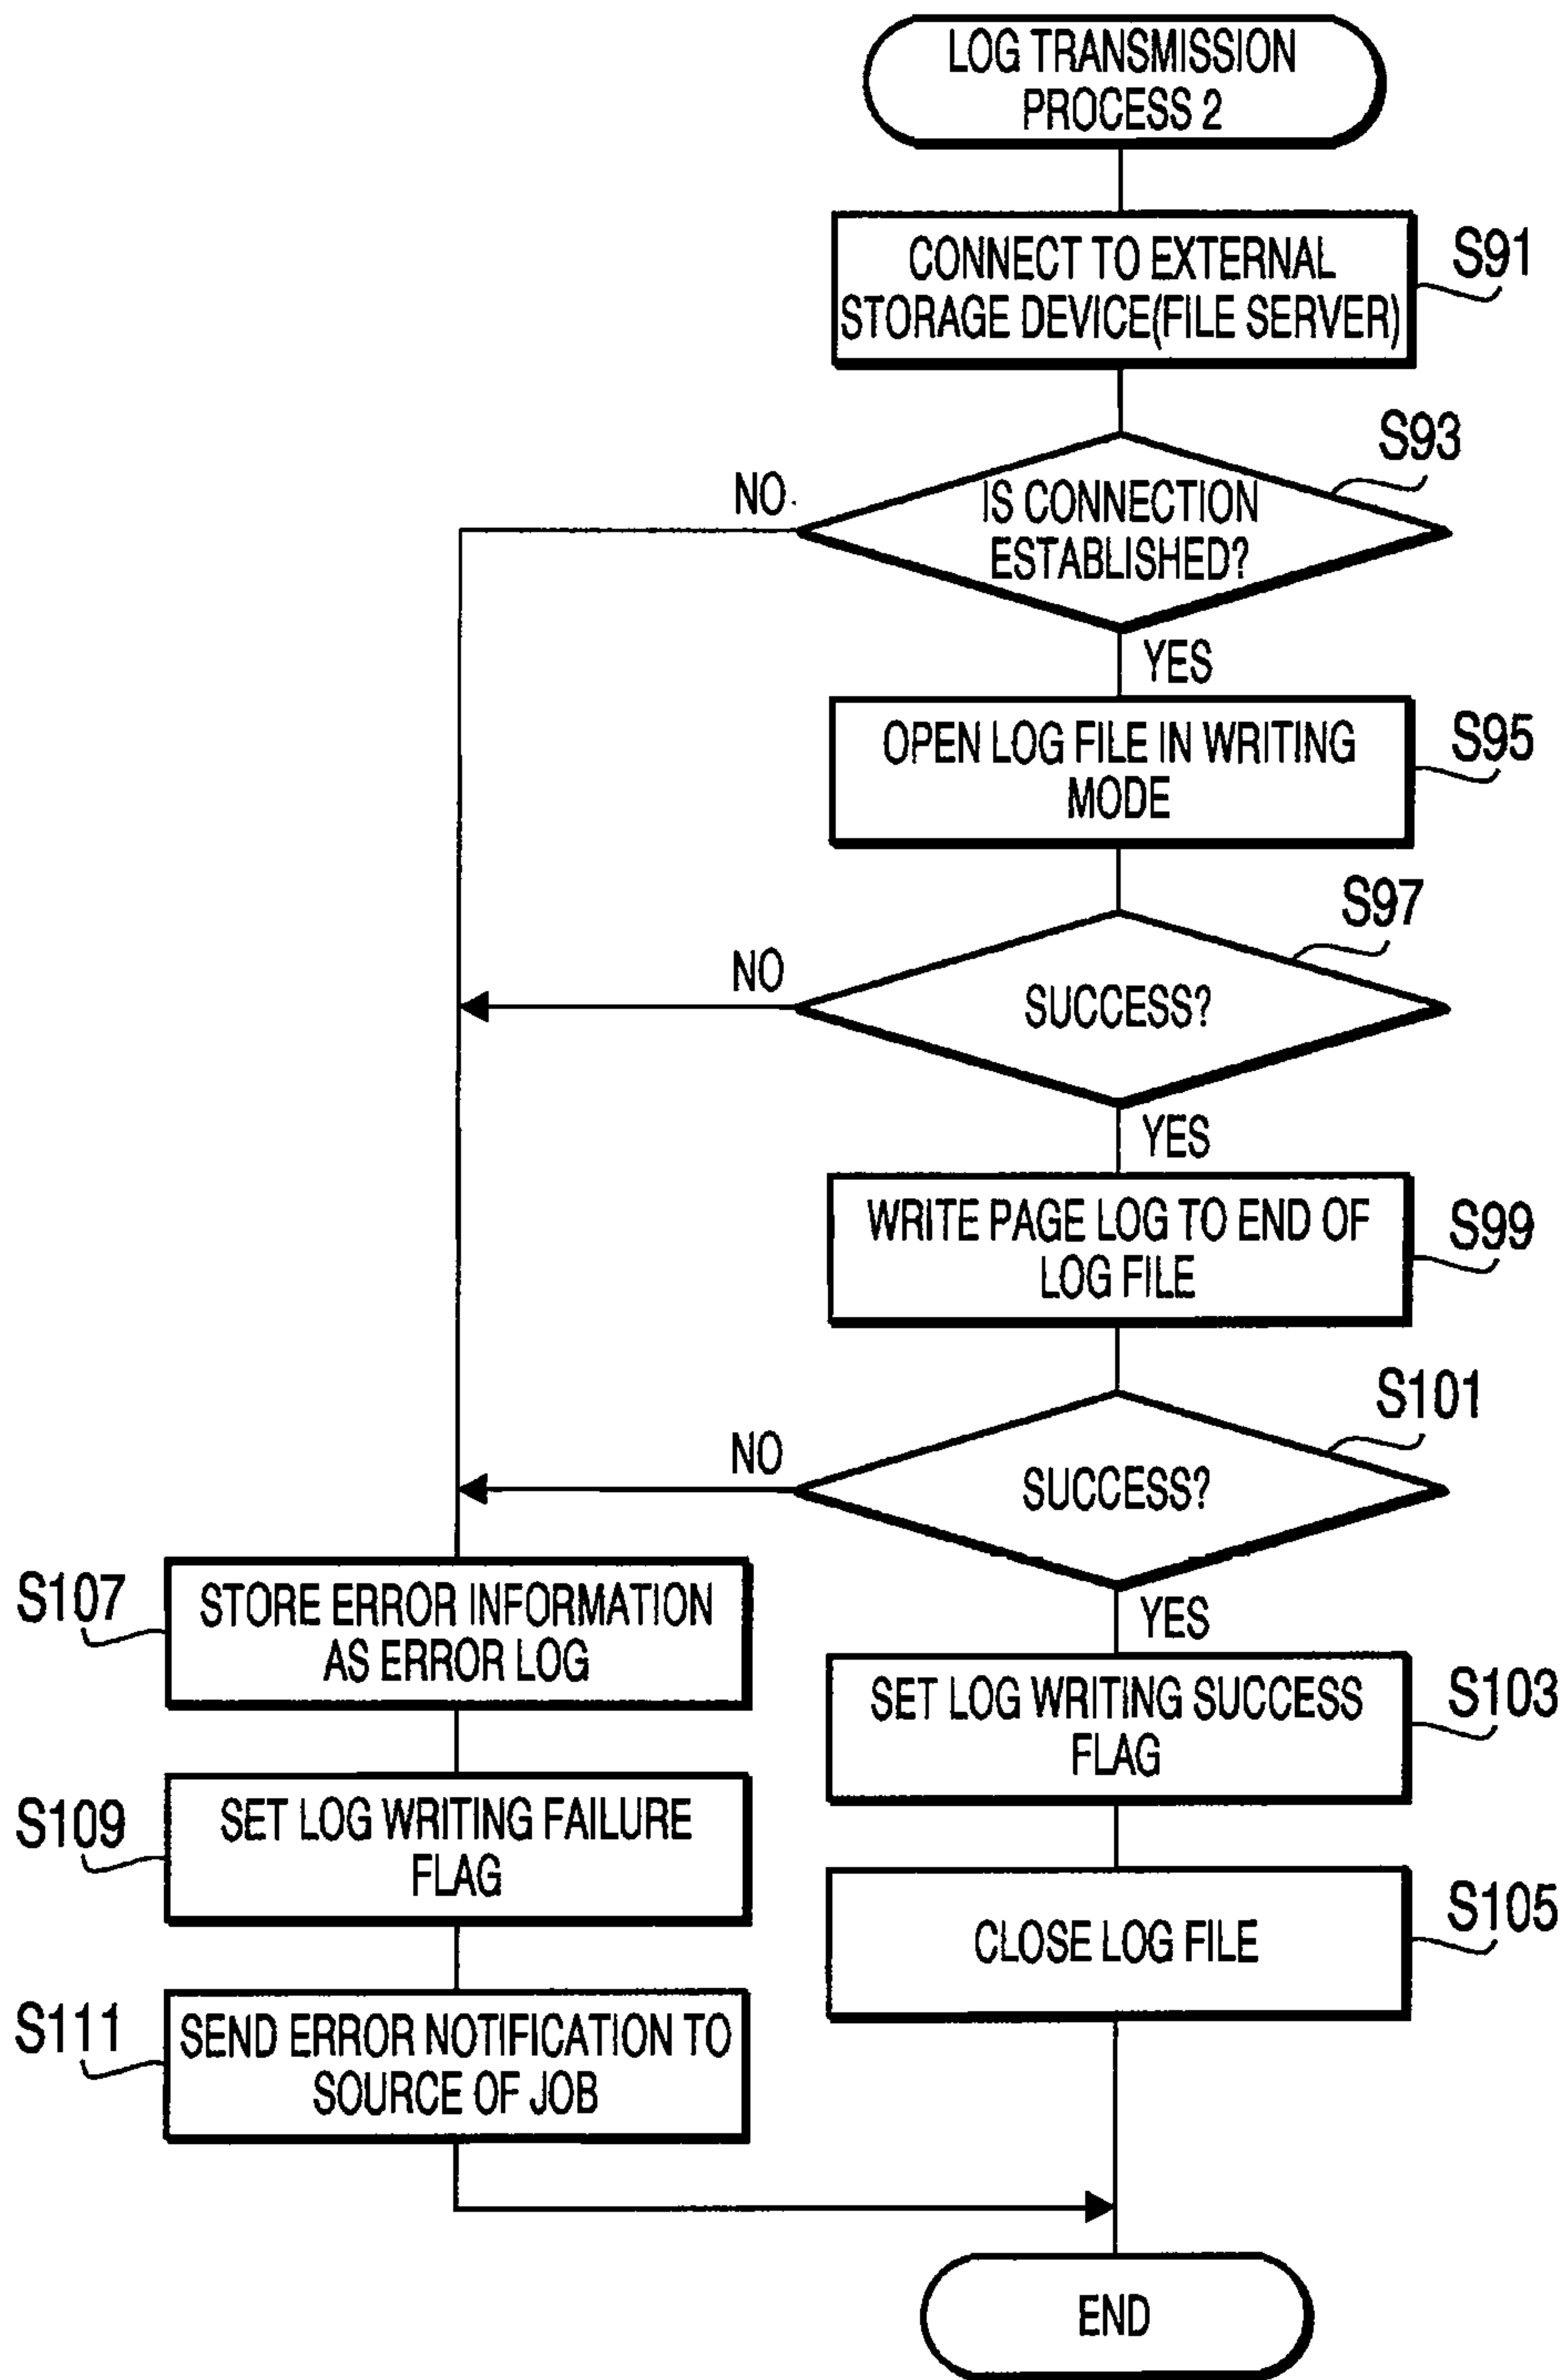 LOG TRANSMISSION
PROCESS 2
CONNECT TO EXTERNAL
STORAGE DEVICE(FILE SERVER)
S91
IS CONNECTION
ESTABLISHED?
S93
NO
YES
OPEN LOG FILE IN WRITING
MODE
S95
SUCCESS?
S97
NO
YES
WRITE PAGE LOG TO END OF
LOG FILE
S99
SUCCESS?
S101
NO
YES
SET LOG WRITING SUCCESS
FLAG
S103
CLOSE LOG FILE
S105
S107
STORE ERROR INFORMATION
AS ERROR LOG
S109
SET LOG WRITING FAILURE
FLAG
S111
SEND ERROR NOTIFICATION TO
SOURCE OF JOB
END